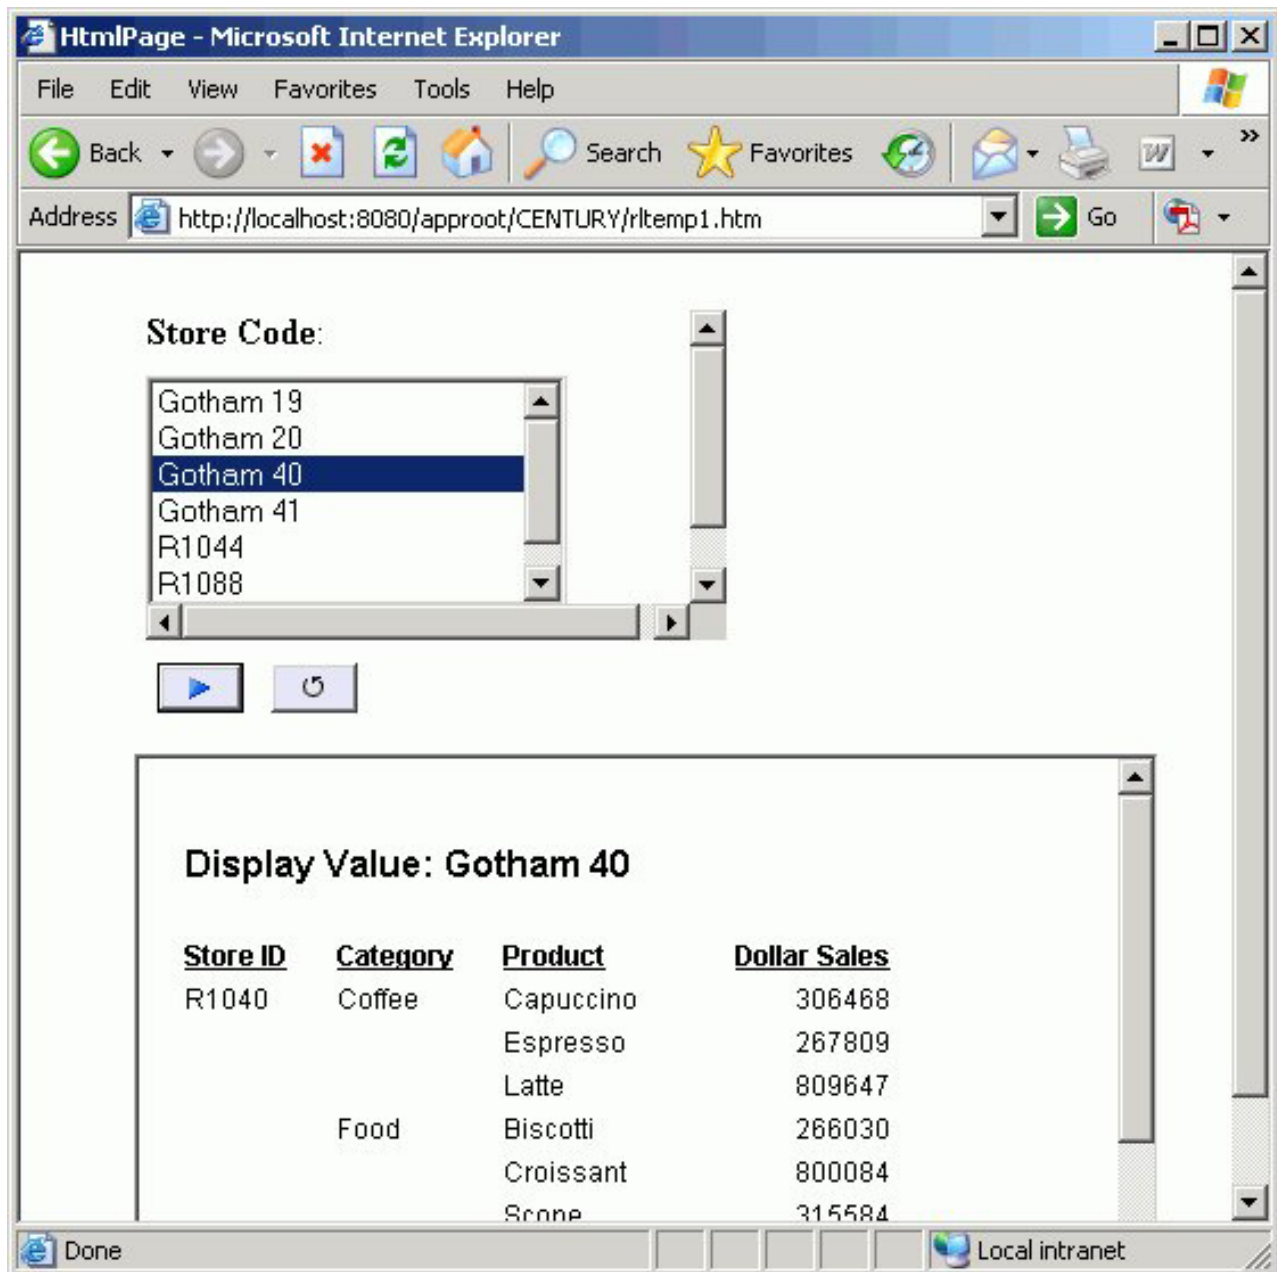 HtmlPage - Microsoft Internet Explorer
File Edit View Favorites Tools Help
Back Search Favorites W »
Address http://localhost:8080/approot/CENTURY/rltemp1.htm Go
Store Code:
Gotham 19
Gotham 20
Gotham 40
Gotham 41
R1044
R1088
Display Value: Gotham 40
Store ID Category Product Dollar Sales
R1040 Coffee Capuccino 306468
Espresso 267809
Latte 809647
Food Biscotti 266030
Croissant 800084
Scone 315584
Done Local intranet